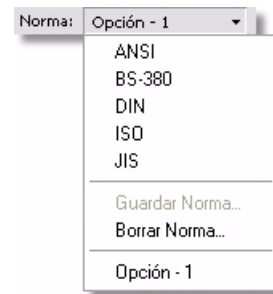 Norma: Opción - 1
ANSI
BS-380
DIN
ISO
JIS
Guardar Norma...
Borrar Norma...
Opción - 1